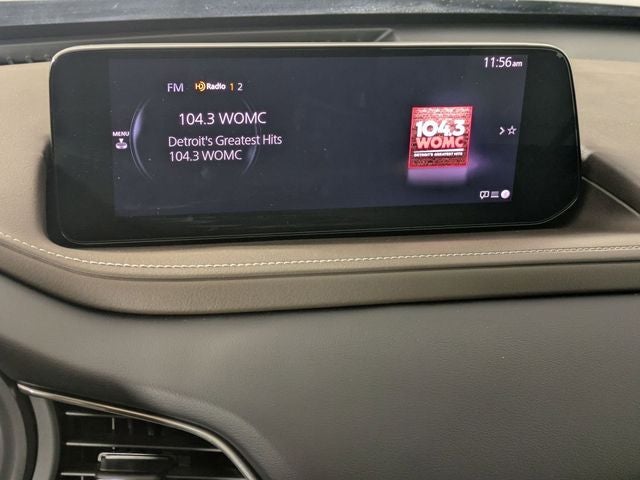 11:56am
FM HD Radio 1 2
104.3 WOMC
MENU
Detroit's Greatest Hits
104.3 WOMC
104.3
WOMC
DETROIT'S GREATEST HITS